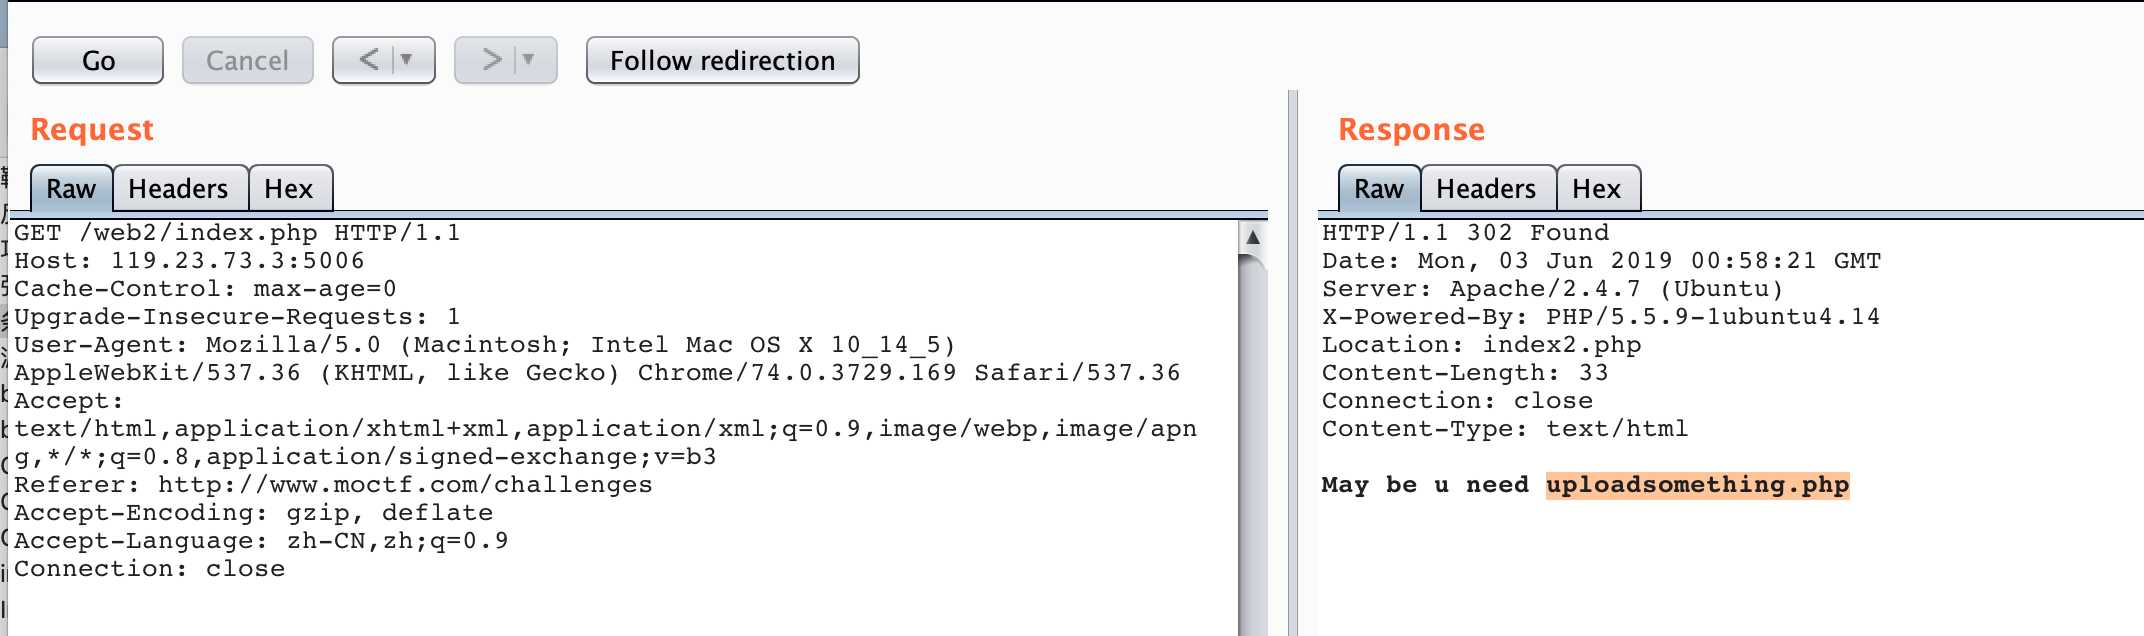 Go
Cancel
<
>
Follow redirection
Request
Raw
Headers
Hex
GET /web2/index.php HTTP/1.1
Host: 119.23.73.3:5006
Cache-Control: max-age=0
Upgrade-Insecure-Requests: 1
User-Agent: Mozilla/5.0 (Macintosh; Intel Mac OS X 10_14_5)
AppleWebKit/537.36 (KHTML, like Gecko) Chrome/74.0.3729.169 Safari/537.36
Accept:
text/html,application/xhtml+xml,application/xml;q=0.9,image/webp,image/apn
g,*/*;q=0.8,application/signed-exchange;v=b3
Referer: http://www.moctf.com/challenges
Accept-Encoding: gzip, deflate
Accept-Language: zh-CN,zh;q=0.9
Connection: close
Response
Raw
Headers
Hex
HTTP/1.1 302 Found
Date: Mon, 03 Jun 2019 00:58:21 GMT
Server: Apache/2.4.7 (Ubuntu)
X-Powered-By: PHP/5.5.9-1ubuntu4.14
Location: index2.php
Content-Length: 33
Connection: close
Content-Type: text/html
May be u need uploadsomething.php